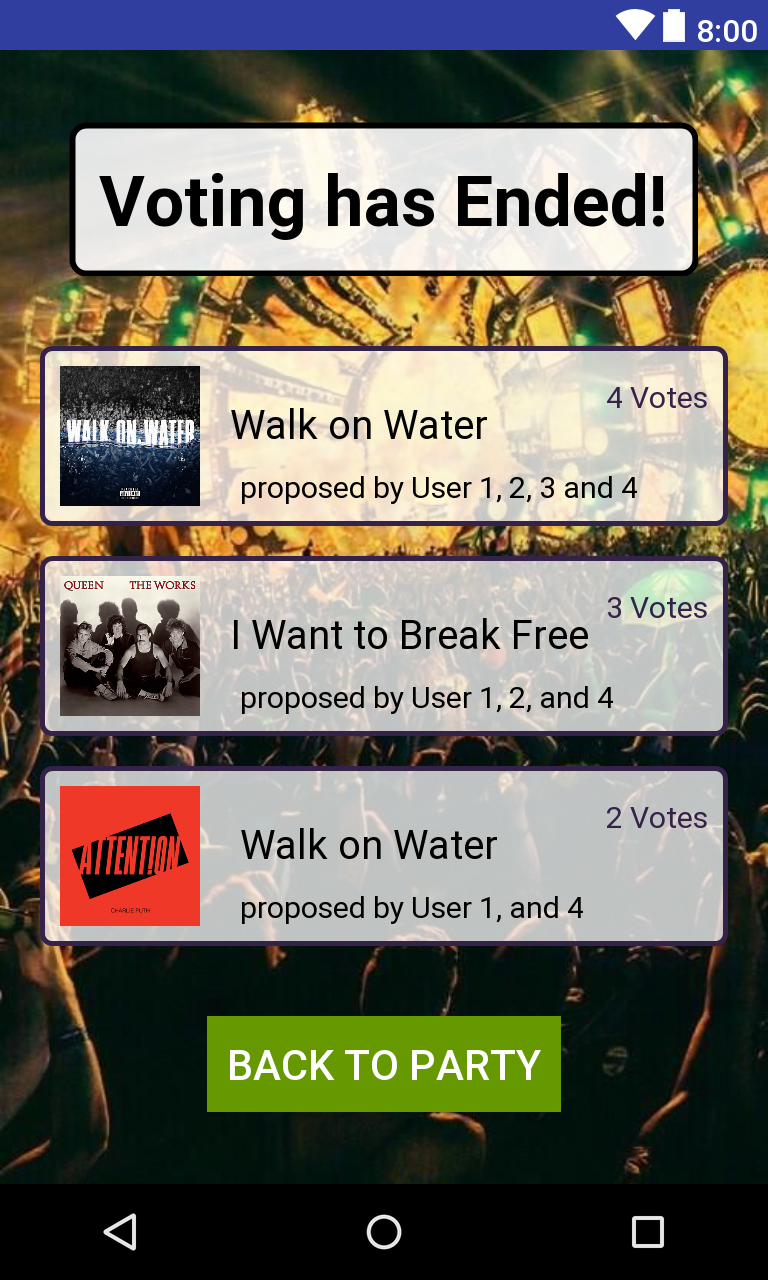 8:00
Voting has Ended!
WALK ON WATER
4 Votes
Walk on Water
proposed by User 1, 2, 3 and 4
QUEEN THE WORKS
3 Votes
I Want to Break Free
proposed by User 1, 2, and 4
ATTENTION
CHARLIE PUTH
2 Votes
Walk on Water
proposed by User 1, and 4
BACK TO PARTY